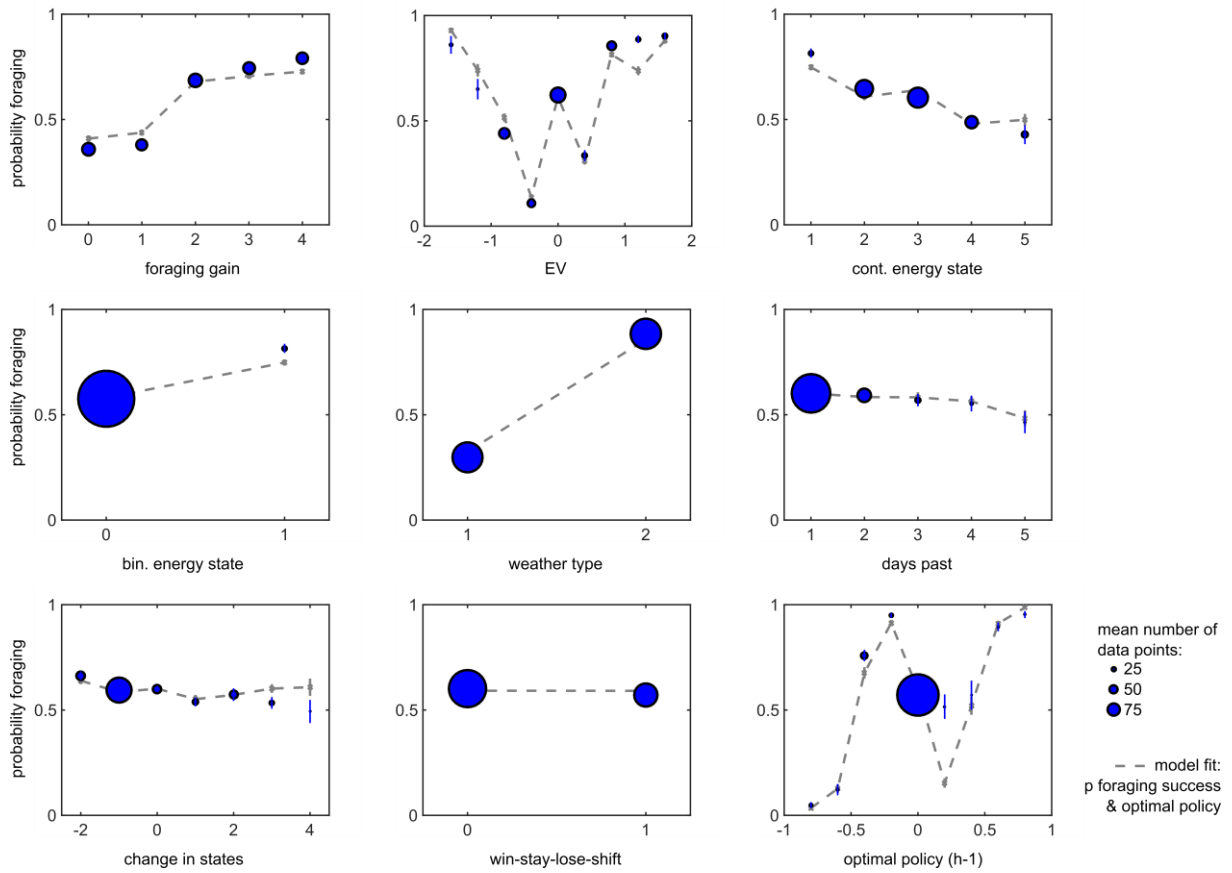 probability foraging
1
0.5
0
0 1 2 3 4
foraging gain
1
0.5
0
-2 -1 0 1 2
EV
1
0.5
0
1 2 3 4 5
cont. energy state
probability foraging
1
0.5
0
0 1
bin. energy state
1
0.5
0
1 2
weather type
1
0.5
0
1 2 3 4 5
days past
probability foraging
1
0.5
0
-2 0 2 4
change in states
1
0.5
0
0 1
win-stay-lose-shift
1
0.5
0
-1 -0.5 0 0.5 1
optimal policy (h-1)
mean number of
data points:
25
50
75
model fit:
p foraging success
& optimal policy